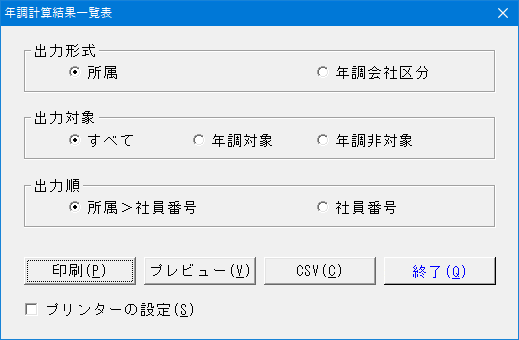 年調計算結果一覧表
出力形式
所属 年調会社区分
出力対象
すべて 年調対象 年調非対象
出力順
所属＞社員番号 社員番号
印刷(P) プレビュー(V) CSV(C) 終了(Q)
プリンターの設定(S)